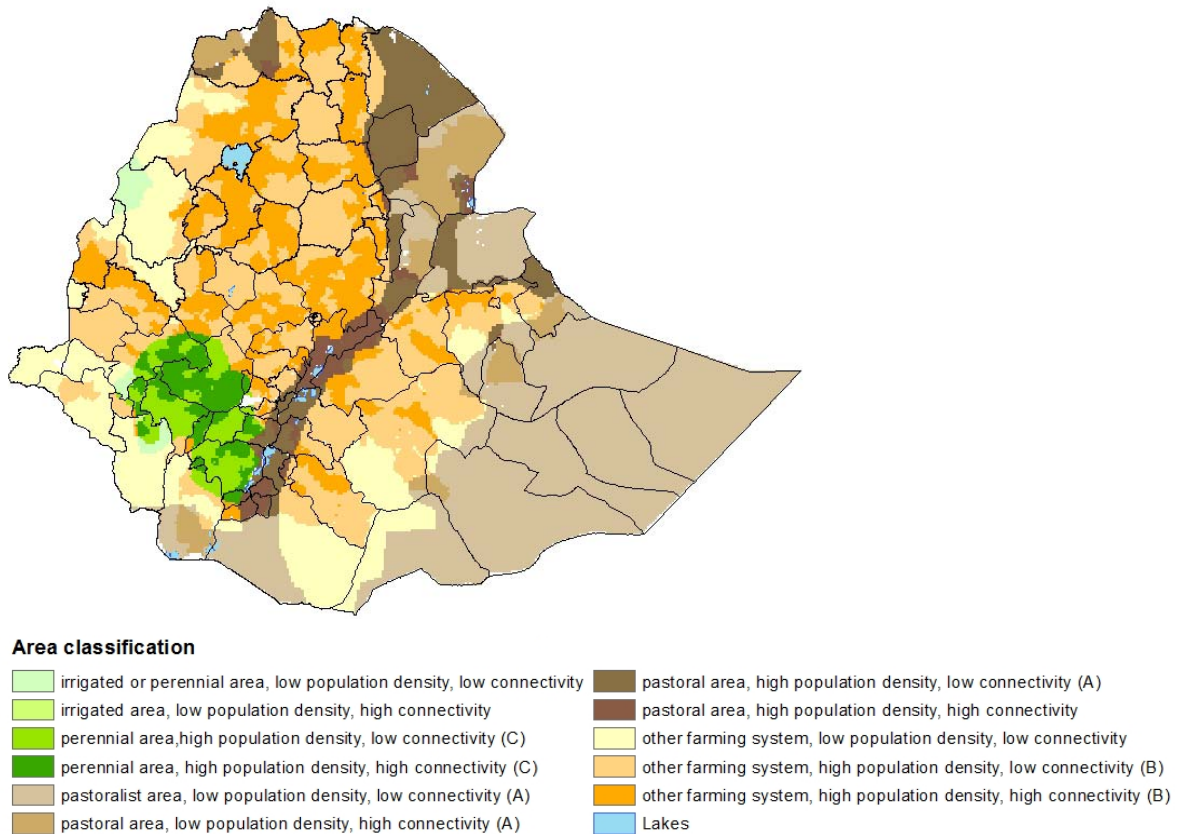 Area classification
irrigated or perennial area, low population density, low connectivity
irrigated area, low population density, high connectivity
perennial area,high population density, low connectivity (C)
perennial area, high population density, high connectivity (C)
pastoralist area, low population density, low connectivity (A)
pastoral area, low population density, high connectivity (A)
pastoral area, high population density, low connectivity (A)
pastoral area, high population density, high connectivity
other farming system, low population density, low connectivity
other farming system, high population density, low connectivity (B)
other farming system, high population density, high connectivity (B)
Lakes